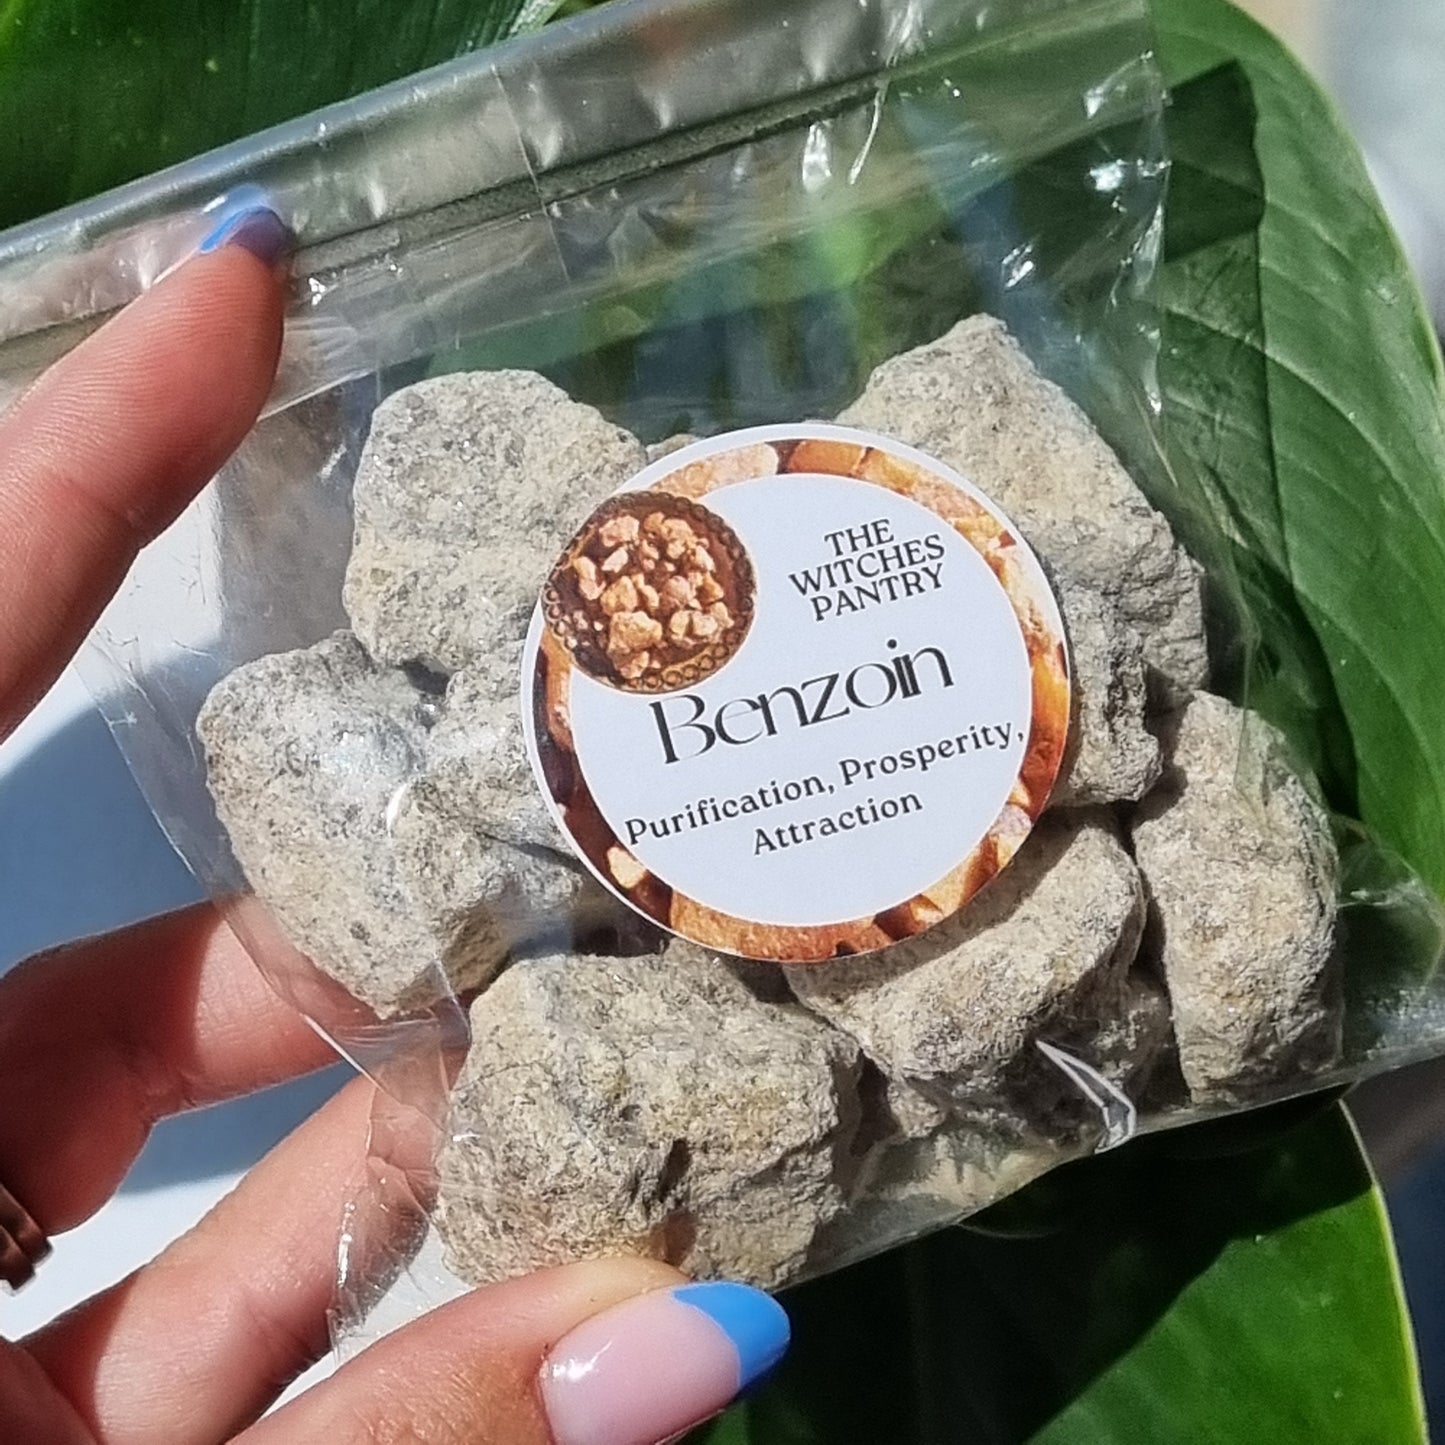 THE
WITCHES
PANTRY
Benzoin
Purification, Prosperity,
Attraction